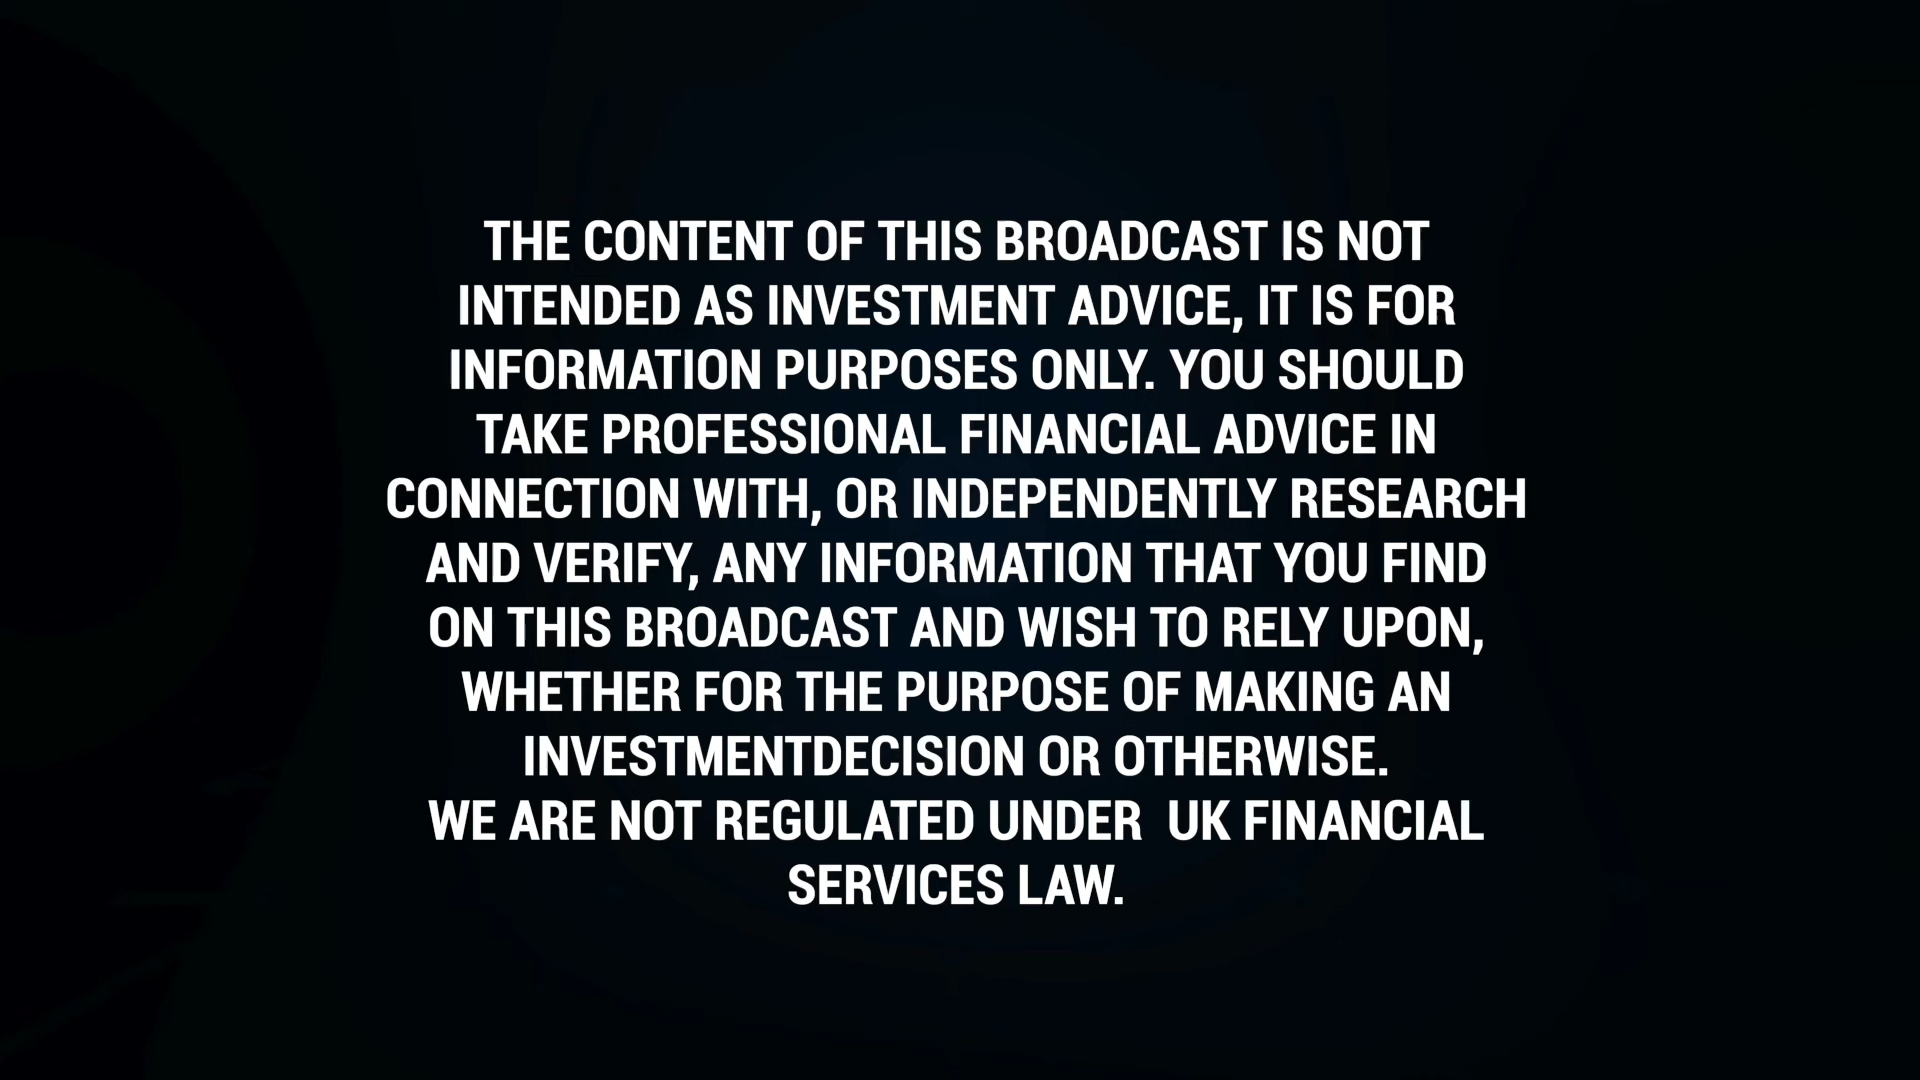 THE CONTENT OF THIS BROADCAST IS NOT
INTENDED AS INVESTMENT ADVICE, IT IS FOR
INFORMATION PURPOSES ONLY. YOU SHOULD
TAKE PROFESSIONAL FINANCIAL ADVICE IN
CONNECTION WITH, OR INDEPENDENTLY RESEARCH
AND VERIFY, ANY INFORMATION THAT YOU FIND
ON THIS BROADCAST AND WISH TO RELY UPON,
WHETHER FOR THE PURPOSE OF MAKING AN
INVESTMENTDECISION OR OTHERWISE.
WE ARE NOT REGULATED UNDER  UK FINANCIAL
SERVICES LAW.